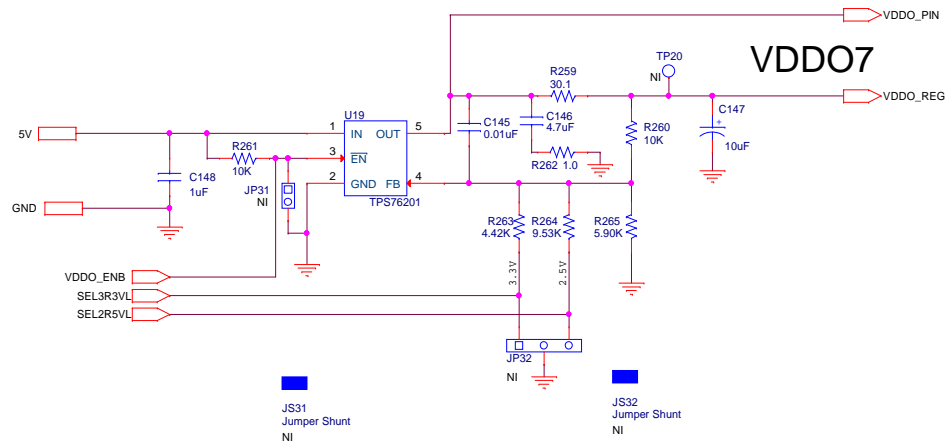 VDDO_PIN
VDDO7
TP20
NI
R259
30.1
VDDO_REG
C147
+
10uF
U19
C145
0.01uF
C146
4.7uF
R260
10K
5V
1
IN
OUT
5
R261
10K
3
EN
R262 1.0
C148
1uF
JP31
NI
2
GND
FB
4
TPS76201
GND
R263
4.42K
R264
9.53K
R265
5.90K
3.3V
2.5V
VDDO_ENB
SEL3R3VL
SEL2R5VL
JP32
NI
JS31
Jumper Shunt
NI
JS32
Jumper Shunt
NI